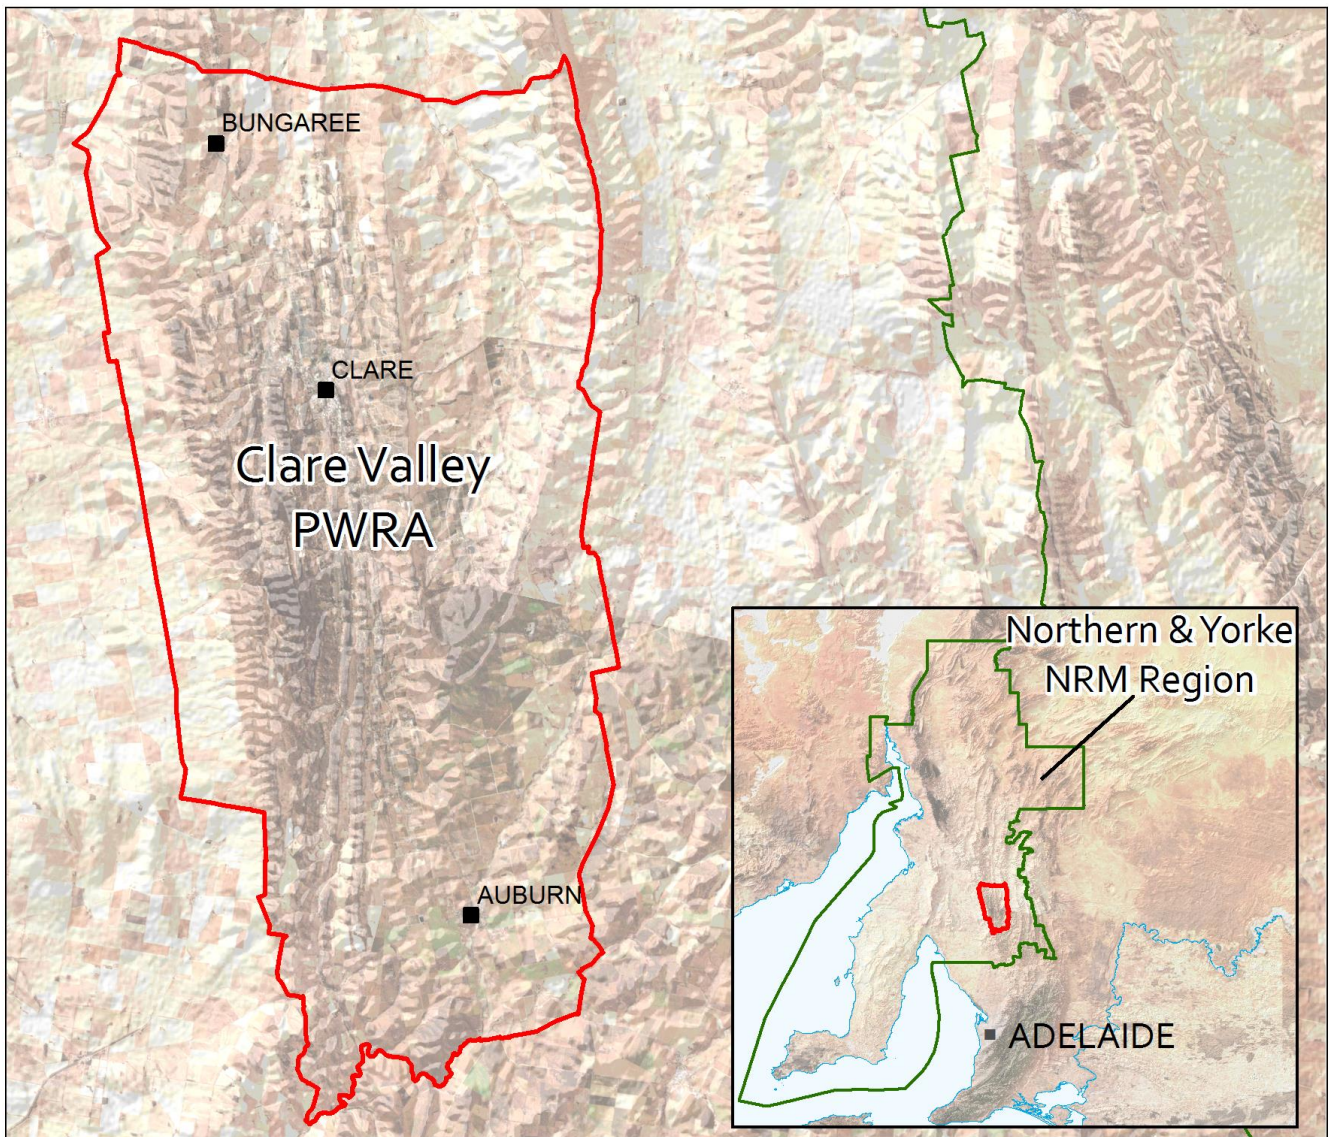 BUNGAREE
CLARE
Clare Valley
PWRA
AUBURN
Northern & Yorke
NRM Region
ADELAIDE